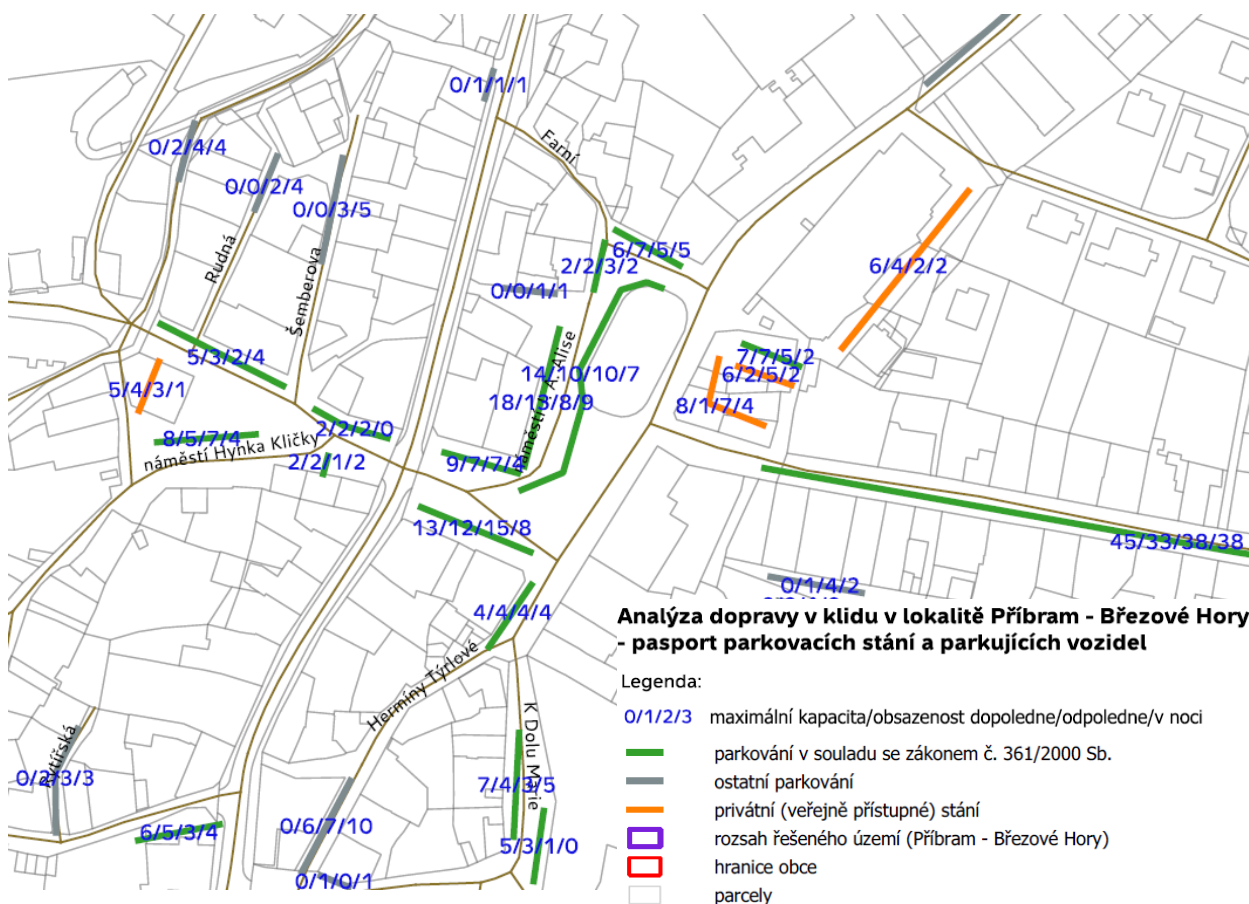 0/1/1/1
Farní
0/2/4/4
0/0/2/4
0/0/3/5
Rudná
Šemberova
6/7/5/5
2/2/3/2
0/0/1/1
6/4/2/2
5/3/2/4
5/4/3/1
14/10/10/7
18/13/8/9
náměstí J. A. Alise
7/7/5/2
6/2/5/2
8/1/7/4
2/2/2/0
8/5/7/4
náměstí Hynka Kličky
2/2/1/2
9/7/7/4
13/12/15/8
45/33/38/38
0/1/4/2
4/4/4/4
Hermíny Týrlové
K Dolu Marie
Rytířská
0/2/3/3
7/4/3/5
0/6/7/10
6/5/3/4
5/3/1/0
0/1/0/1
Analýza dopravy v klidu v lokalitě Příbram - Březové Hory
- pasport parkovacích stání a parkujících vozidel
Legenda:
0/1/2/3 maximální kapacita/obsazenost dopoledne/odpoledne/v noci
parkování v souladu se zákonem č. 361/2000 Sb.
ostatní parkování
privátní (veřejně přístupné) stání
rozsah řešeného území (Příbram - Březové Hory)
hranice obce
parcely